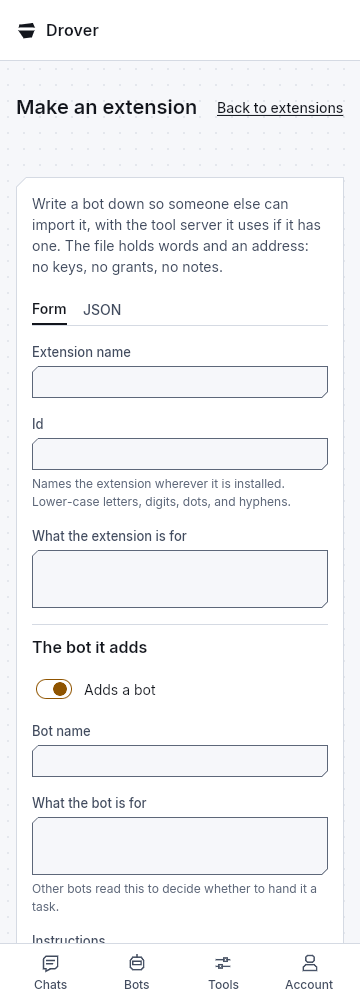 Drover
Make an extension
Back to extensions
Write a bot down so someone else can
import it, with the tool server it uses if it has
one. The file holds words and an address:
no keys, no grants, no notes.
Form
JSON
Extension name
Id
Names the extension wherever it is installed.
Lower-case letters, digits, dots, and hyphens.
What the extension is for
The bot it adds
Adds a bot
Bot name
What the bot is for
Other bots read this to decide whether to hand it a
task.
Instructions
Chats
Bots
Tools
Account